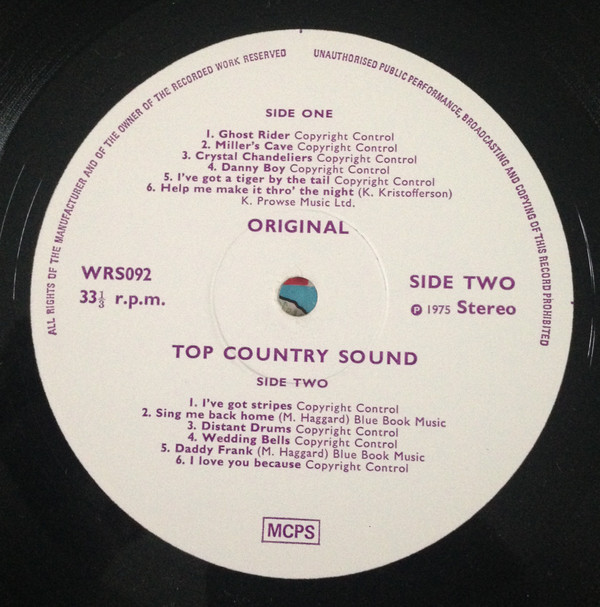 ALL RIGHTS OF THE MANUFACTURER AND OF THE OWNER OF THE RECORDED WORK RESERVED
UNAUTHORISED PUBLIC PERFORMANCE, BROADCASTING AND COPYING OF THIS RECORD PROHIBITED
SIDE ONE
1. Ghost Rider Copyright Control
2. Miller's Cave Copyright Control
3. Crystal Chandeliers Copyright Control
4. Danny Boy Copyright Control
5. I've got a tiger by the tail Copyright Control
6. Help me make it thro' the night (K. Kristofferson)
K. Prowse Music Ltd.
ORIGINAL
WRS092
33⅓ r.p.m.
SIDE TWO
Ⓟ 1975 Stereo
TOP COUNTRY SOUND
SIDE TWO
1. I've got stripes Copyright Control
2. Sing me back home (M. Haggard) Blue Book Music
3. Distant Drums Copyright Control
4. Wedding Bells Copyright Control
5. Daddy Frank (M. Haggard) Blue Book Music
6. I love you because Copyright Control
MCPS